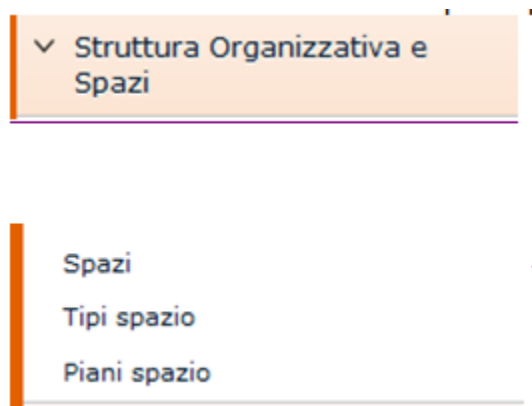 Struttura Organizzativa e
Spazi
Spazi
Tipi spazio
Piani spazio